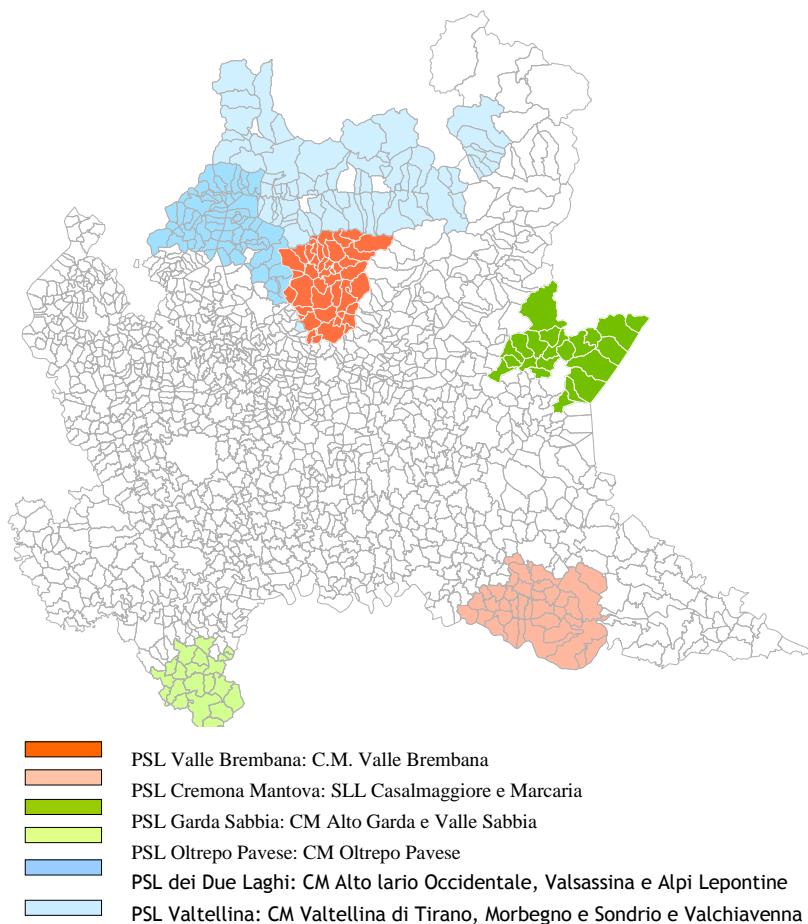 PSL Valle Brembana: C.M. Valle Brembana
PSL Cremona Mantova: SLL Casalmaggiore e Marcaria
PSL Garda Sabbia: CM Alto Garda e Valle Sabbia
PSL Oltrepo Pavese: CM Oltrepo Pavese
PSL dei Due Laghi: CM Alto lario Occidentale, Valsassina e Alpi Lepontine
PSL Valtellina: CM Valtellina di Tirano, Morbegno e Sondrio e Valchiavenna